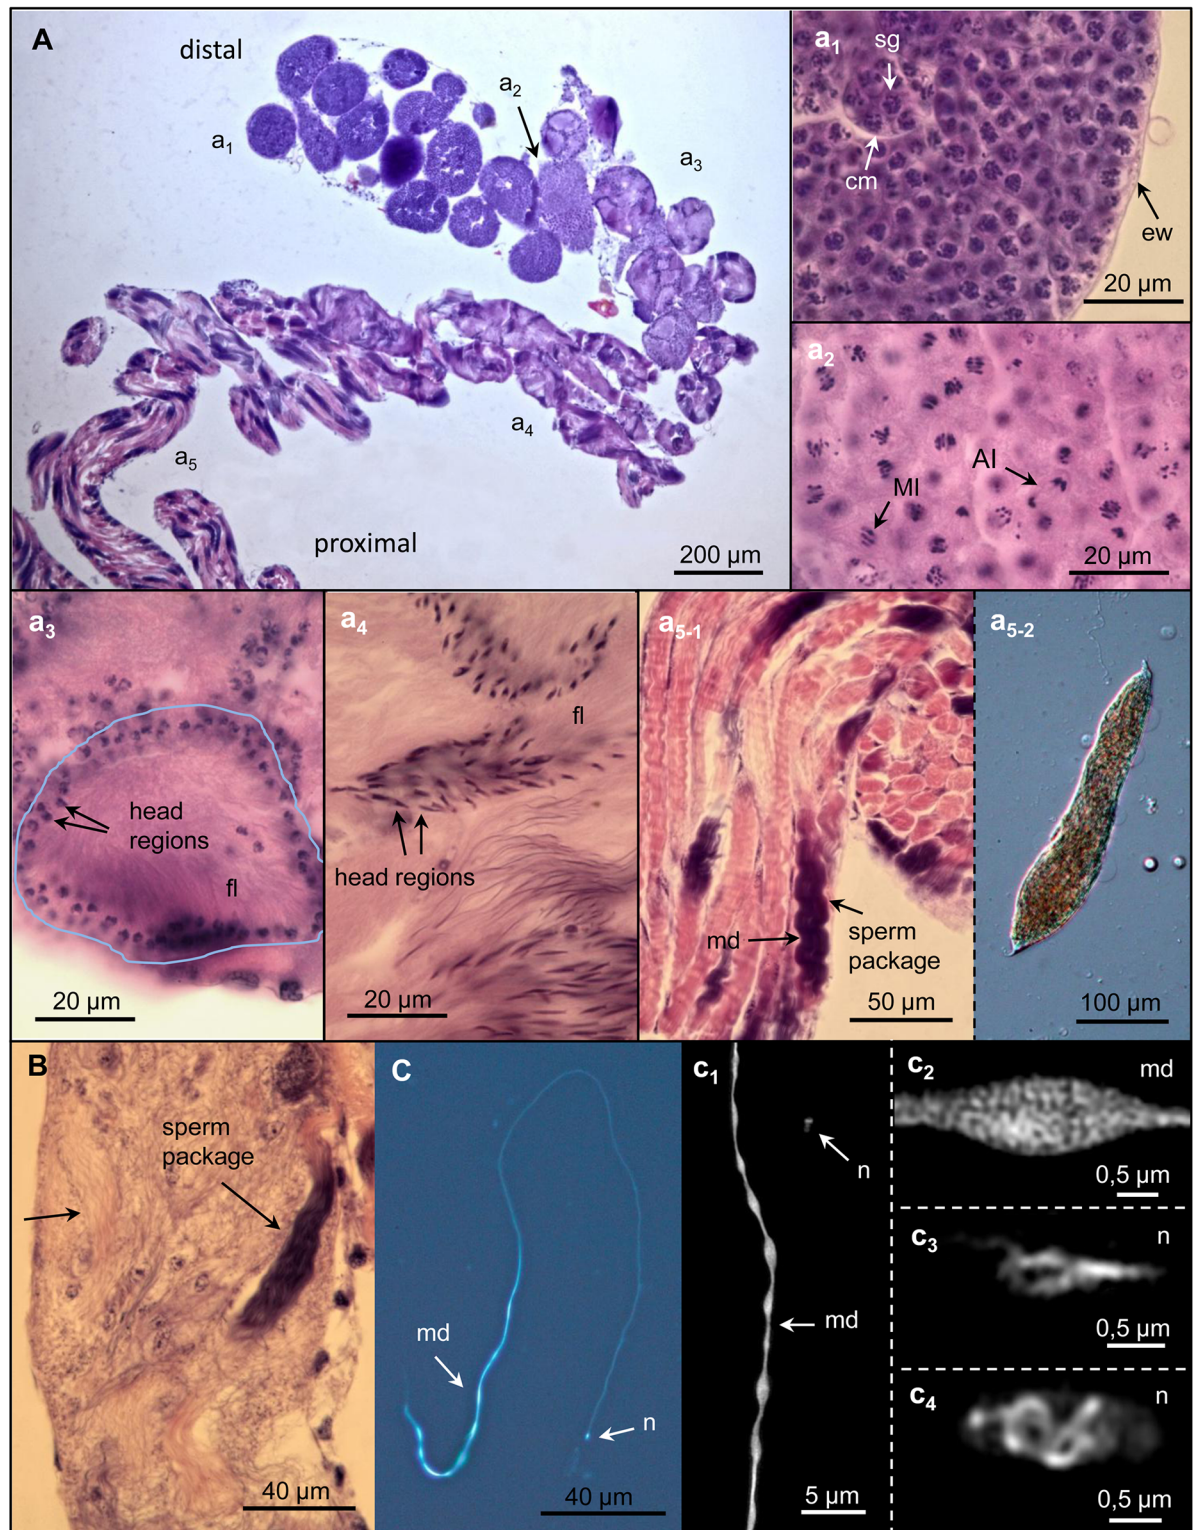 A
distal
a1
a2
a3
a4
a5
proximal
200 µm
a1
sg
cm
ew
20 µm
a2
MI
AI
20 µm
a3
head
regions
fl
20 µm
a4
fl
head regions
20 µm
a5-1
md
sperm
package
50 µm
a5-2
100 µm
B
sperm
package
40 µm
C
md
n
40 µm
c1
n
md
5 µm
c2
md
0,5 µm
c3
n
0,5 µm
c4
n
0,5 µm